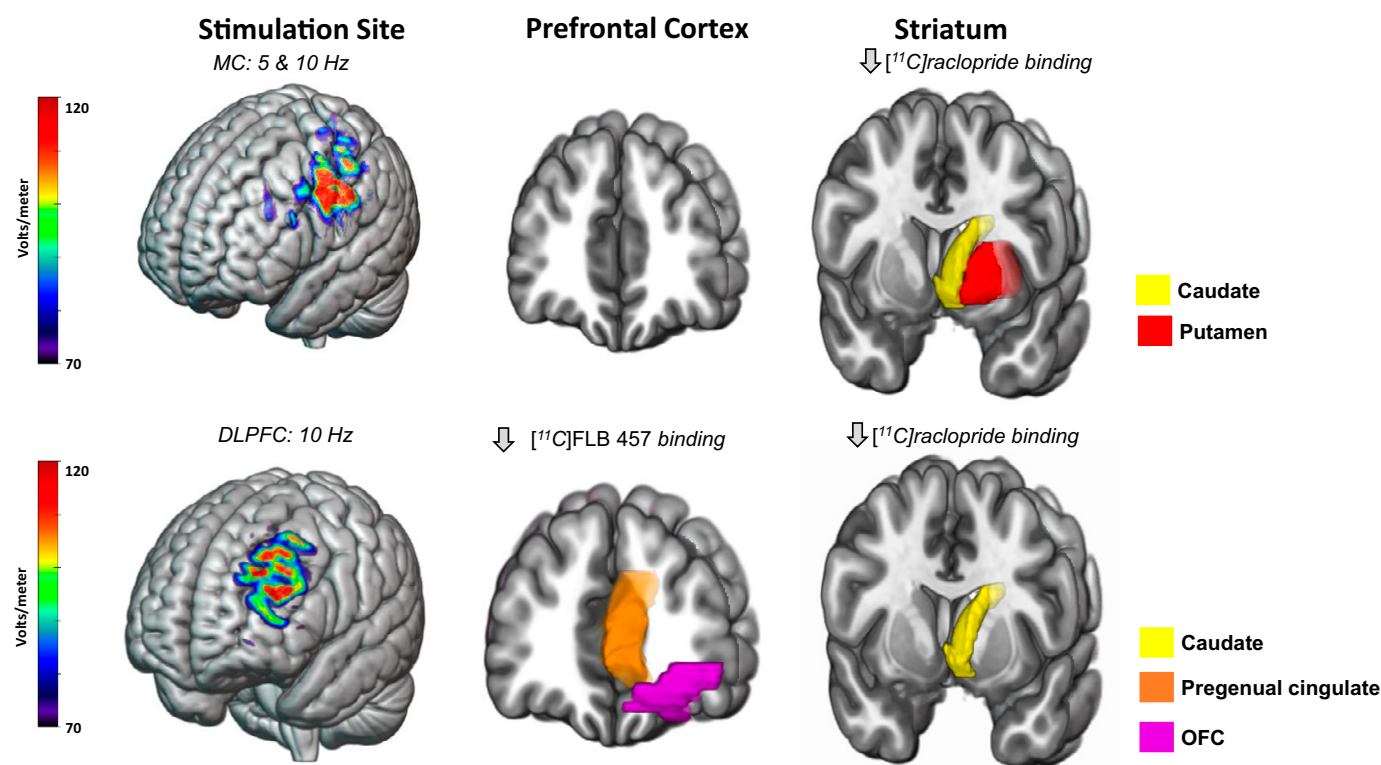 Stimulation Site
Prefrontal Cortex
Striatum
MC: 5 & 10 Hz
[11C]raclopride binding
120
Volts/meter
70
Caudate
Putamen
DLPFC: 10 Hz
[11C]FLB 457 binding
[11C]raclopride binding
120
Volts/meter
70
Caudate
Pregenual cingulate
OFC